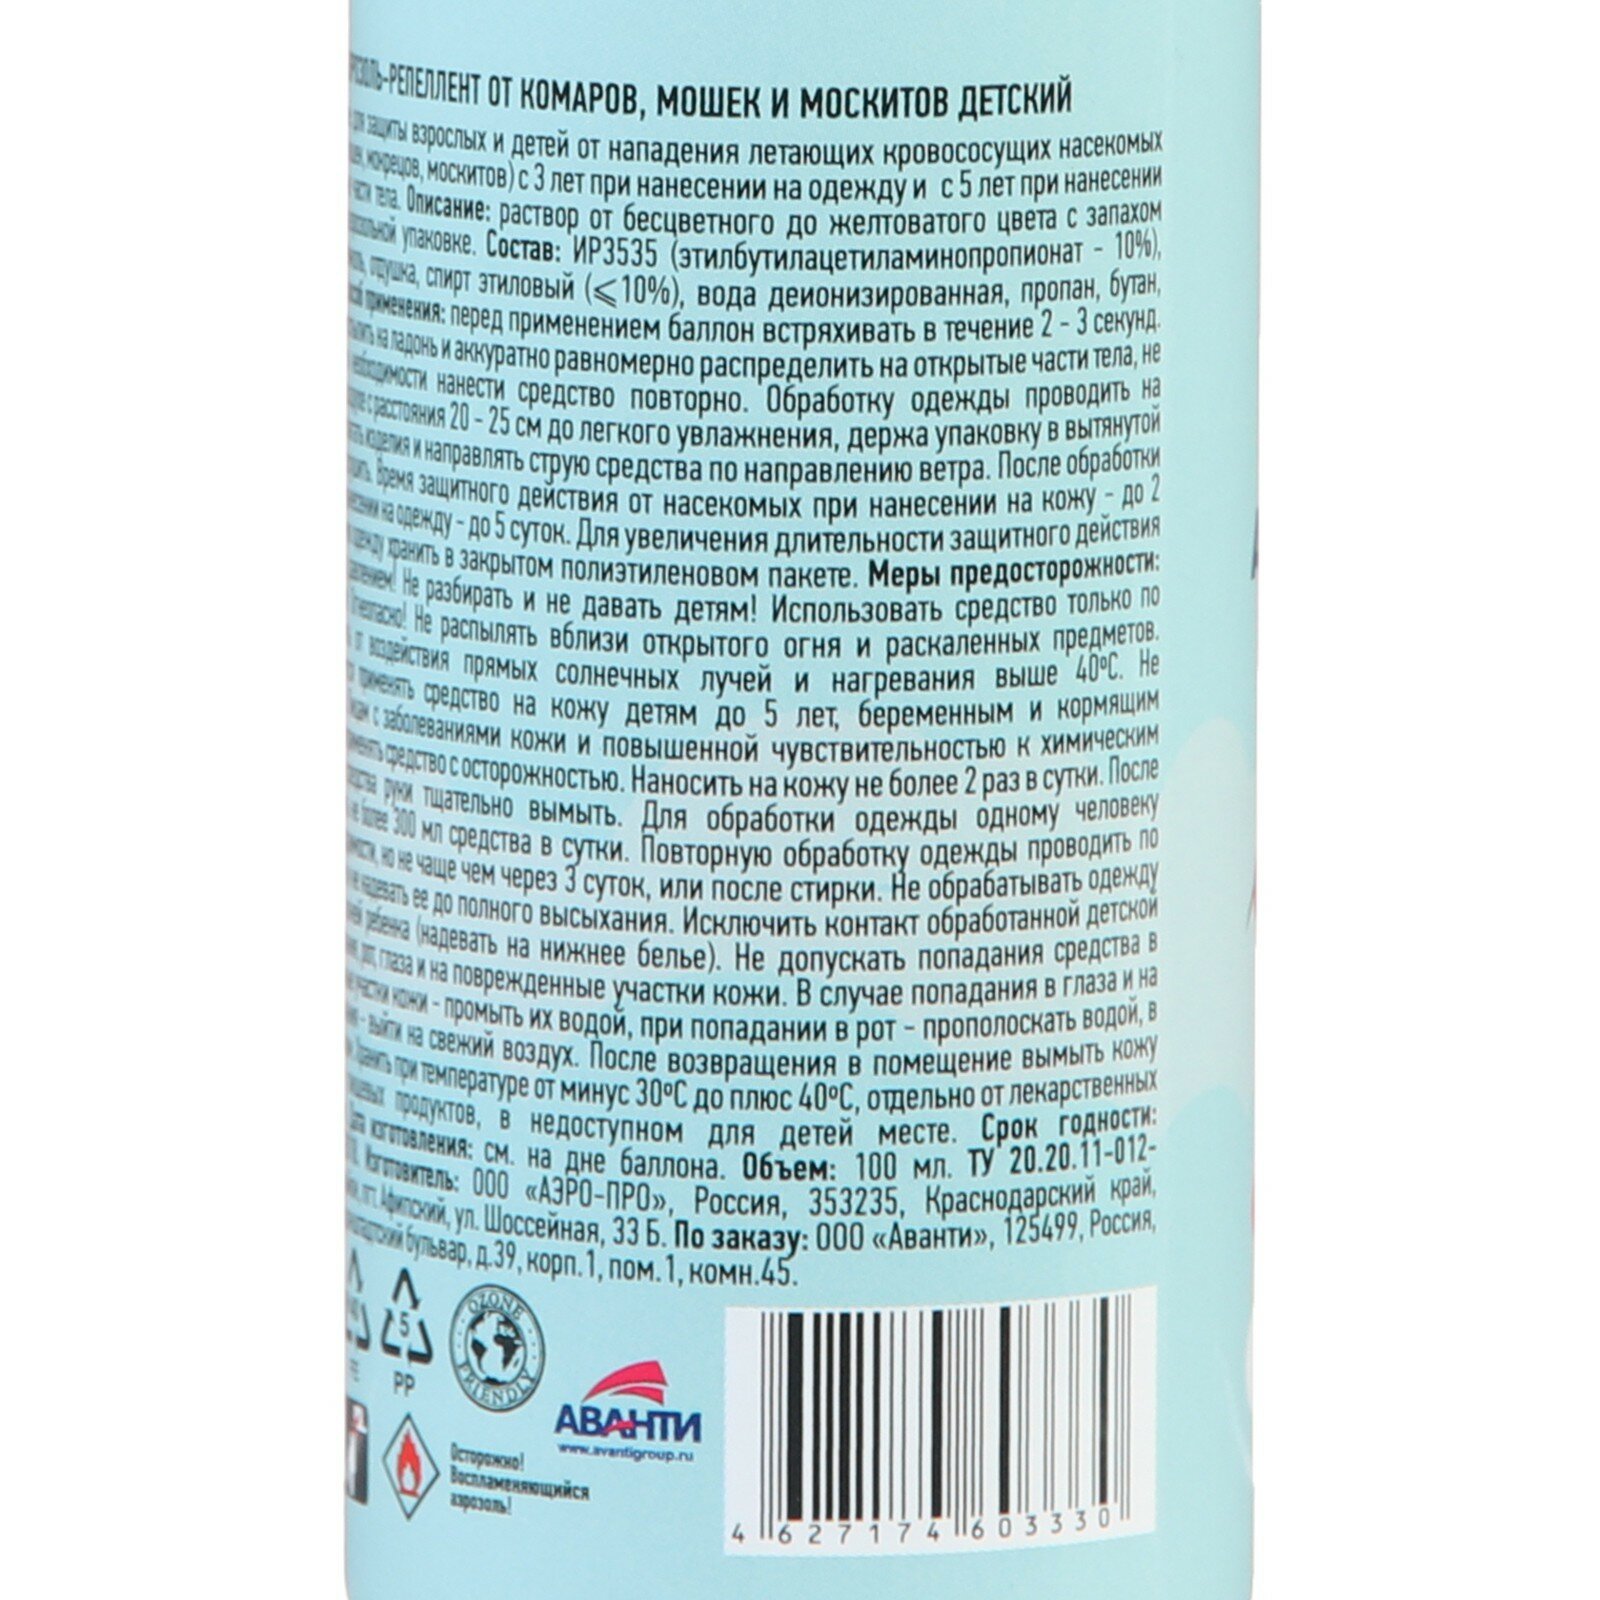 РЕПЕЛЛЕНТ ОТ КОМАРОВ, МОШЕК И МОСКИТОВ ДЕТСКИЙ
для защиты взрослых и детей от нападения летающих кровососущих насекомых
мокрецов, москитов) с 3 лет при нанесении на одежду и с 5 лет при нанесении
части тела. Описание: раствор от бесцветного до желтоватого цвета с запахом
упаковке. Состав: ИР3535 (этилбутилацетиламинопропионат - 10%),
отдушка, спирт этиловый (⩽10%), вода деионизированная, пропан, бутан,
применения: перед применением баллон встряхивать в течение 2 - 3 секунд.
на ладонь и аккуратно равномерно распределить на открытые части тела, не
необходимости нанести средство повторно. Обработку одежды проводить на
с расстояния 20 - 25 см до легкого увлажнения, держа упаковку в вытянутой
изделия и направлять струю средства по направлению ветра. После обработки
Время защитного действия от насекомых при нанесении на кожу - до 2
на одежду - до 5 суток. Для увеличения длительности защитного действия
одежду хранить в закрытом полиэтиленовом пакете. Меры предосторожности:
Не разбирать и не давать детям! Использовать средство только по
Огнеопасно! Не распылять вблизи открытого огня и раскаленных предметов.
от воздействия прямых солнечных лучей и нагревания выше 40ºС. Не
применять средство на кожу детям до 5 лет, беременным и кормящим
с заболеваниями кожи и повышенной чувствительностью к химическим
средство с осторожностью. Наносить на кожу не более 2 раз в сутки. После
руки тщательно вымыть. Для обработки одежды одному человеку
не более 300 мл средства в сутки. Повторную обработку одежды проводить по
но не чаще чем через 3 суток, или после стирки. Не обрабатывать одежду
надевать ее до полного высыхания. Исключить контакт обработанной детской
ребенка (надевать на нижнее белье). Не допускать попадания средства в
рот, глаза и на поврежденные участки кожи. В случае попадания в глаза и на
участки кожи - промыть их водой, при попадании в рот - прополоскать водой, в
- выйти на свежий воздух. После возвращения в помещение вымыть кожу
Хранить при температуре от минус 30ºС до плюс 40ºС, отдельно от лекарственных
продуктов, в недоступном для детей месте. Срок годности:
Дата изготовления: см. на дне баллона. Объем: 100 мл. ТУ 20.20.11-012-
Изготовитель: ООО «АЭРО-ПРО», Россия, 353235, Краснодарский край,
пгт. Афипский, ул. Шоссейная, 33 Б. По заказу: ООО «Аванти», 125499, Россия,
бульвар, д.39, корп.1, пом.1, комн.45.
5
PP
OZONE
FRIENDLY
АВАНТИ
www.avantigroup.ru
Осторожно!
Воспламеняющийся
аэрозоль!
4 627174 603330